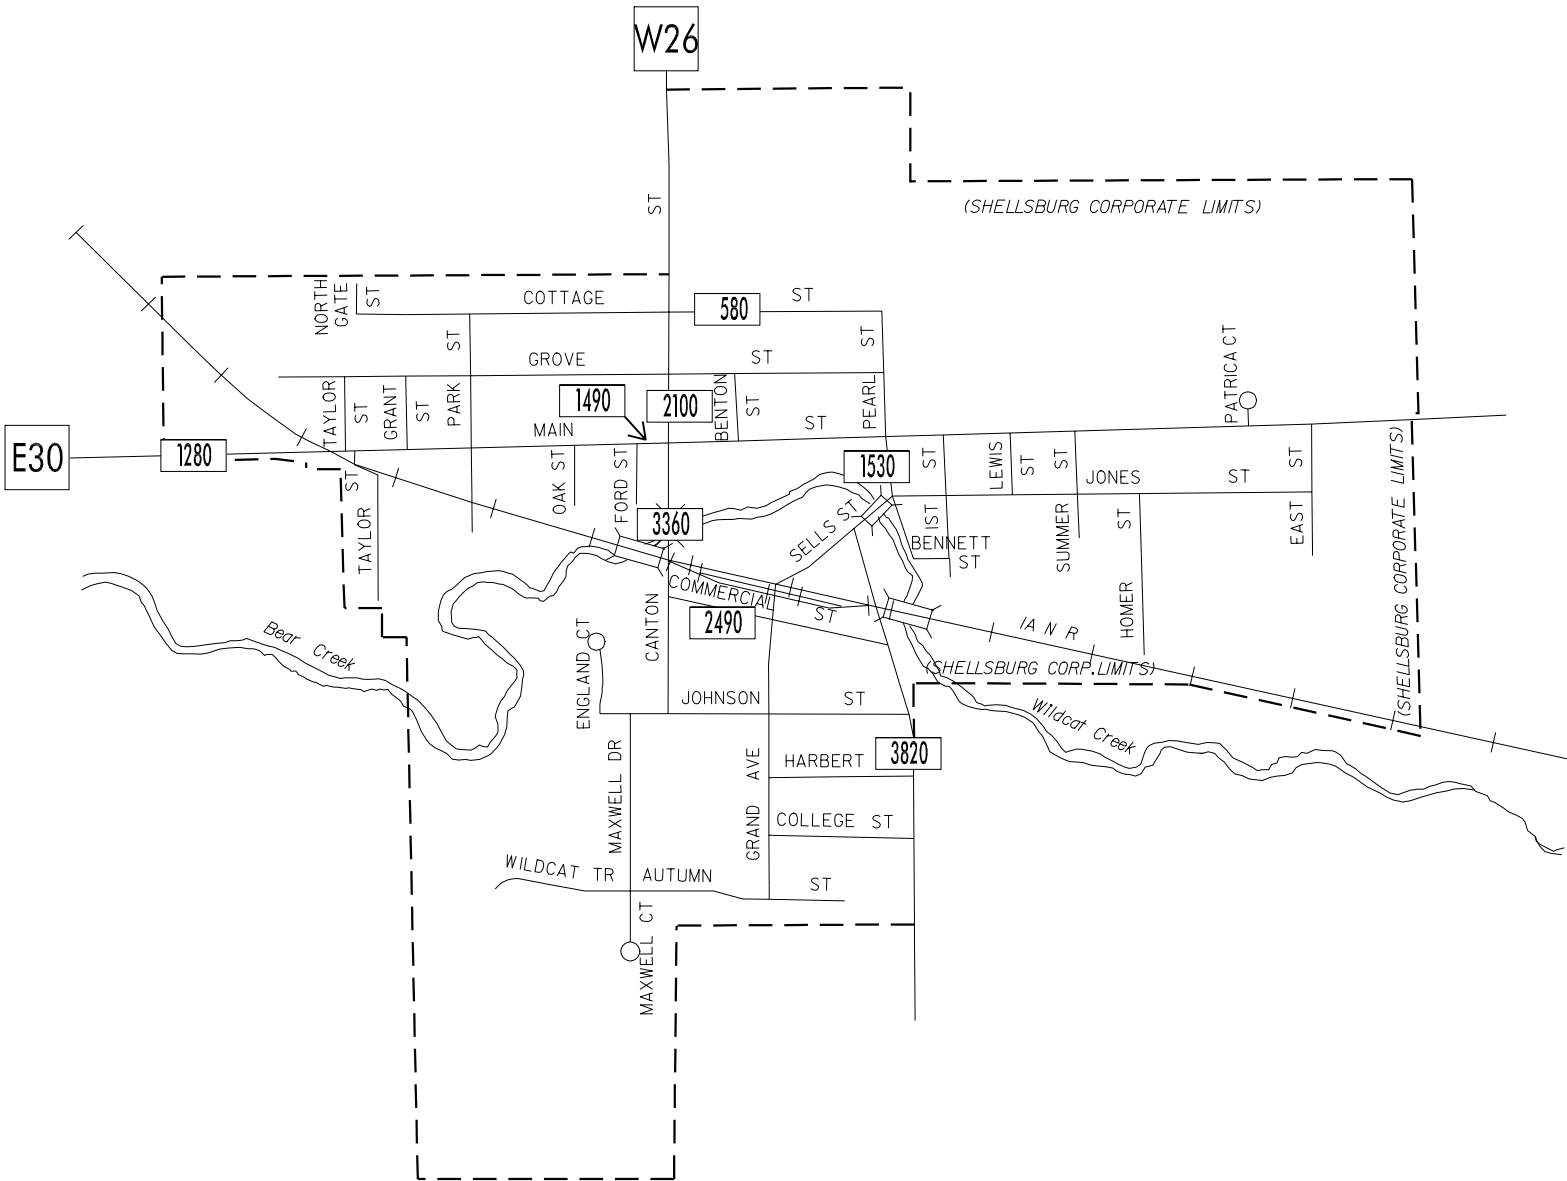 W26
ST
(SHELLSBURG CORPORATE LIMITS)
NORTH
GATE
ST
COTTAGE
580
ST
ST
GROVE
ST
ST
PATRICA CT
TAYLOR
ST
GRANT
ST
PARK
1490
2100
BENTON
ST
PEARL
MAIN
ST
E30
1280
ST
TAYLOR
OAK ST
FORD ST
3360
1530
ST
1ST
LEWIS
ST
ST
SUMMER
JONES
ST
ST
HOMER
ST
EAST
(SHELLSBURG CORPORATE LIMITS)
SELLS ST
BENNETT
ST
COMMERCIAL
ST
2490
CANTON
ENGLAND CT
Bear Creek
IA N R
(SHELLSBURG CORP. LIMITS)
JOHNSON
ST
Wildcat Creek
MAXWELL DR
GRAND AVE
HARBERT
3820
COLLEGE ST
WILDCAT TR
AUTUMN
ST
MAXWELL CT